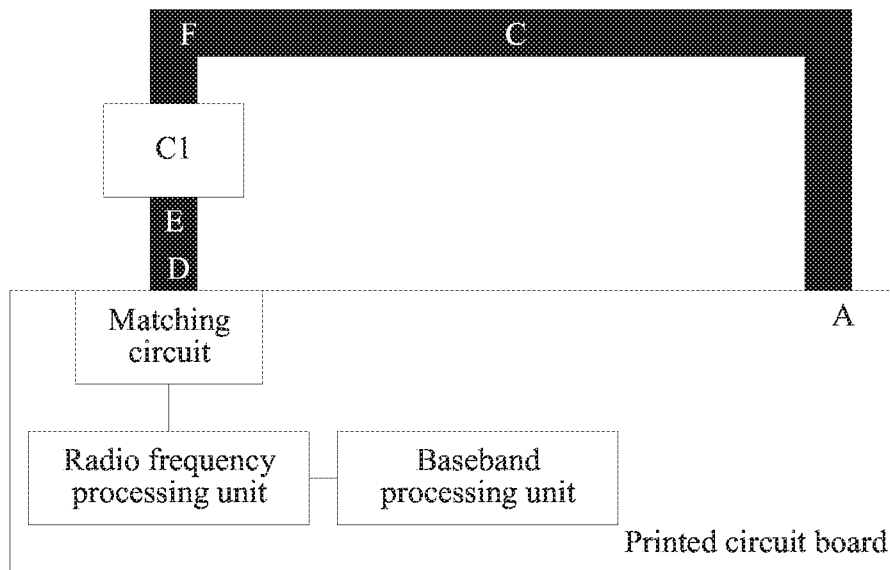 F
C
C1
E
D
A
Matching
circuit
Radio frequency
processing unit
Baseband
processing unit
Printed circuit board